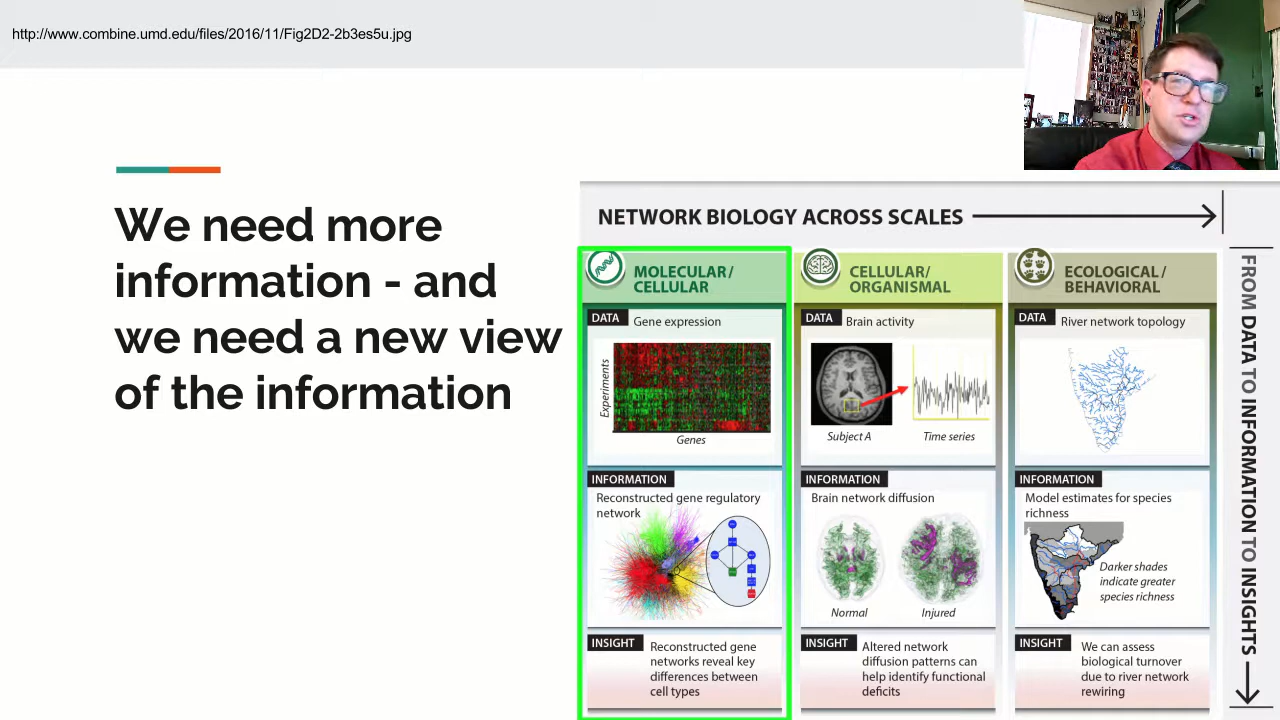 http://www.combine.umd.edu/files/2016/11/Fig2D2-2b3es5u.jpg
We need more
information - and
we need a new view
of the information
NETWORK BIOLOGY ACROSS SCALES
MOLECULAR/
CELLULAR
DATA Gene expression
Experiments
Genes
INFORMATION
Reconstructed gene regulatory
network
INSIGHT Reconstructed gene
networks reveal key
differences between
cell types
CELLULAR/
ORGANISMAL
DATA Brain activity
Subject A Time series
INFORMATION
Brain network diffusion
Normal Injured
INSIGHT Altered network
diffusion patterns can
help identify functional
deficits
ECOLOGICAL/
BEHAVIORAL
DATA River network topology
INFORMATION
Model estimates for species
richness
Darker shades
indicate greater
species richness
INSIGHT We can assess
biological turnover
due to river network
rewiring
FROM DATA TO INFORMATION TO INSIGHTS